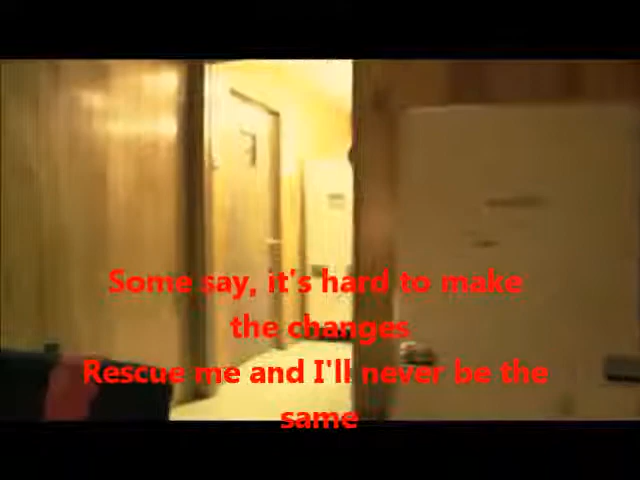 Some say, it's hard to make
the changes
Rescue me and I'll never be the
same